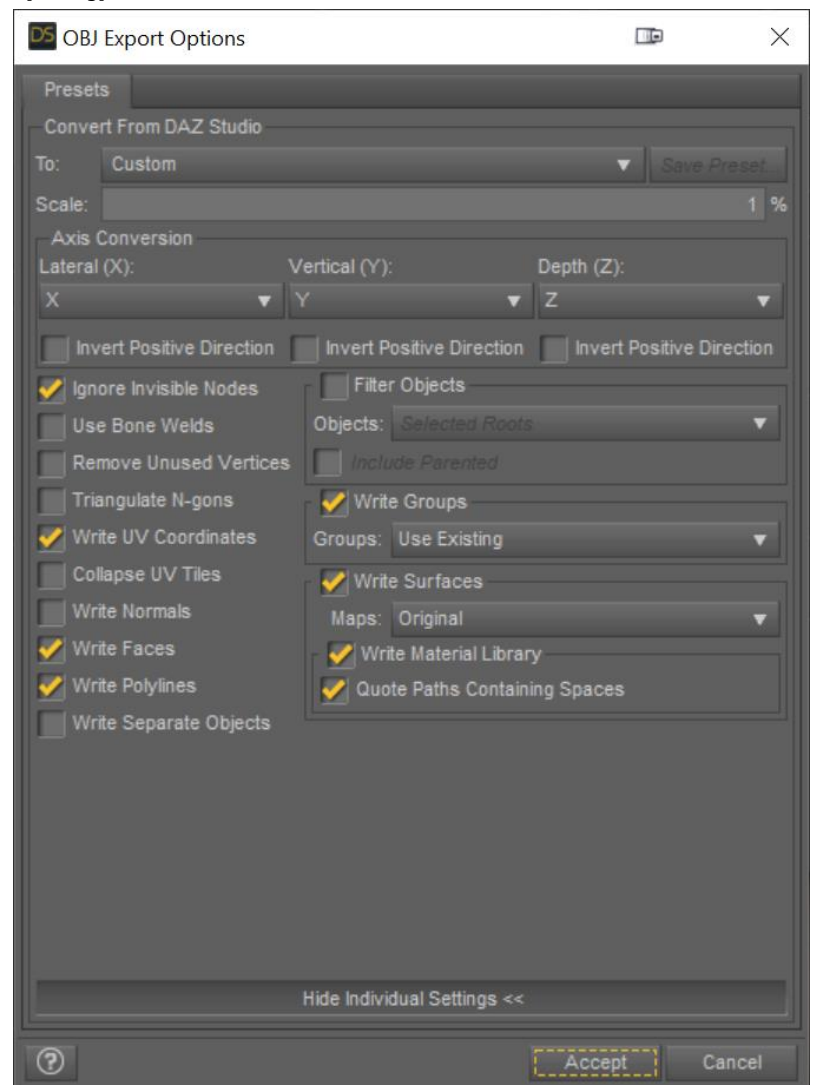 DS OBJ Export Options
Presets
Convert From DAZ Studio
To: Custom Save Preset...
Scale: 1 %
Axis Conversion
Lateral (X): Vertical (Y): Depth (Z):
X Y Z
Invert Positive Direction Invert Positive Direction Invert Positive Direction
Ignore Invisible Nodes Filter Objects
Use Bone Welds Objects: Selected Roots
Remove Unused Vertices Include Parented
Triangulate N-gons Write Groups
Write UV Coordinates Groups: Use Existing
Collapse UV Tiles Write Surfaces
Write Normals Maps: Original
Write Faces Write Material Library
Write Polylines Quote Paths Containing Spaces
Write Separate Objects
Hide Individual Settings <<
? Accept Cancel